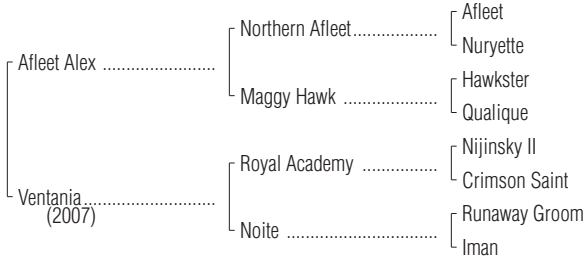 Afleet
Northern Afleet
Nuryette
Afleet Alex
Hawkster
Maggy Hawk
Qualique
Nijinsky II
Royal Academy
Crimson Saint
Ventania
(2007)
Runaway Groom
Noite
Iman